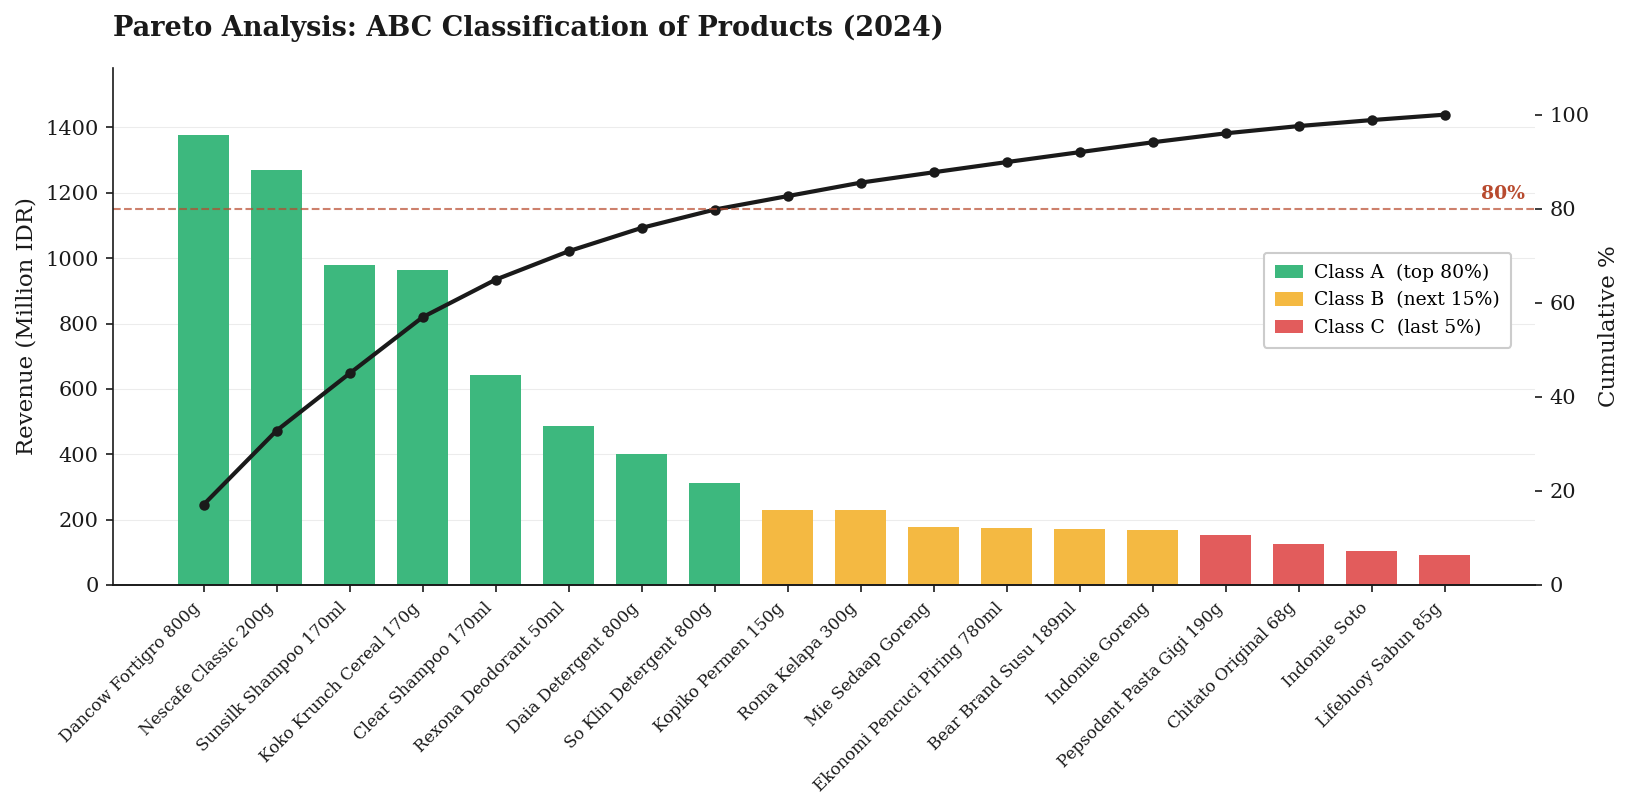 Pareto Analysis: ABC Classification of Products (2024)
Revenue (Million IDR)
1400
1200
1000
800
600
400
200
0
100
80
60
40
20
0
Cumulative %
80%
Class A (top 80%)
Class B (next 15%)
Class C (last 5%)
Dancow Fortigro 800g
Nescafe Classic 200g
Sunsilk Shampoo 170ml
Koko Krunch Cereal 170g
Clear Shampoo 170ml
Rexona Deodorant 50ml
Daia Detergent 800g
So Klin Detergent 800g
Kopiko Permen 150g
Roma Kelapa 300g
Mie Sedaap Goreng
Ekonomi Pencuci Piring 780ml
Bear Brand Susu 189ml
Indomie Goreng
Pepsodent Pasta Gigi 190g
Chitato Original 68g
Indomie Soto
Lifebuoy Sabun 85g